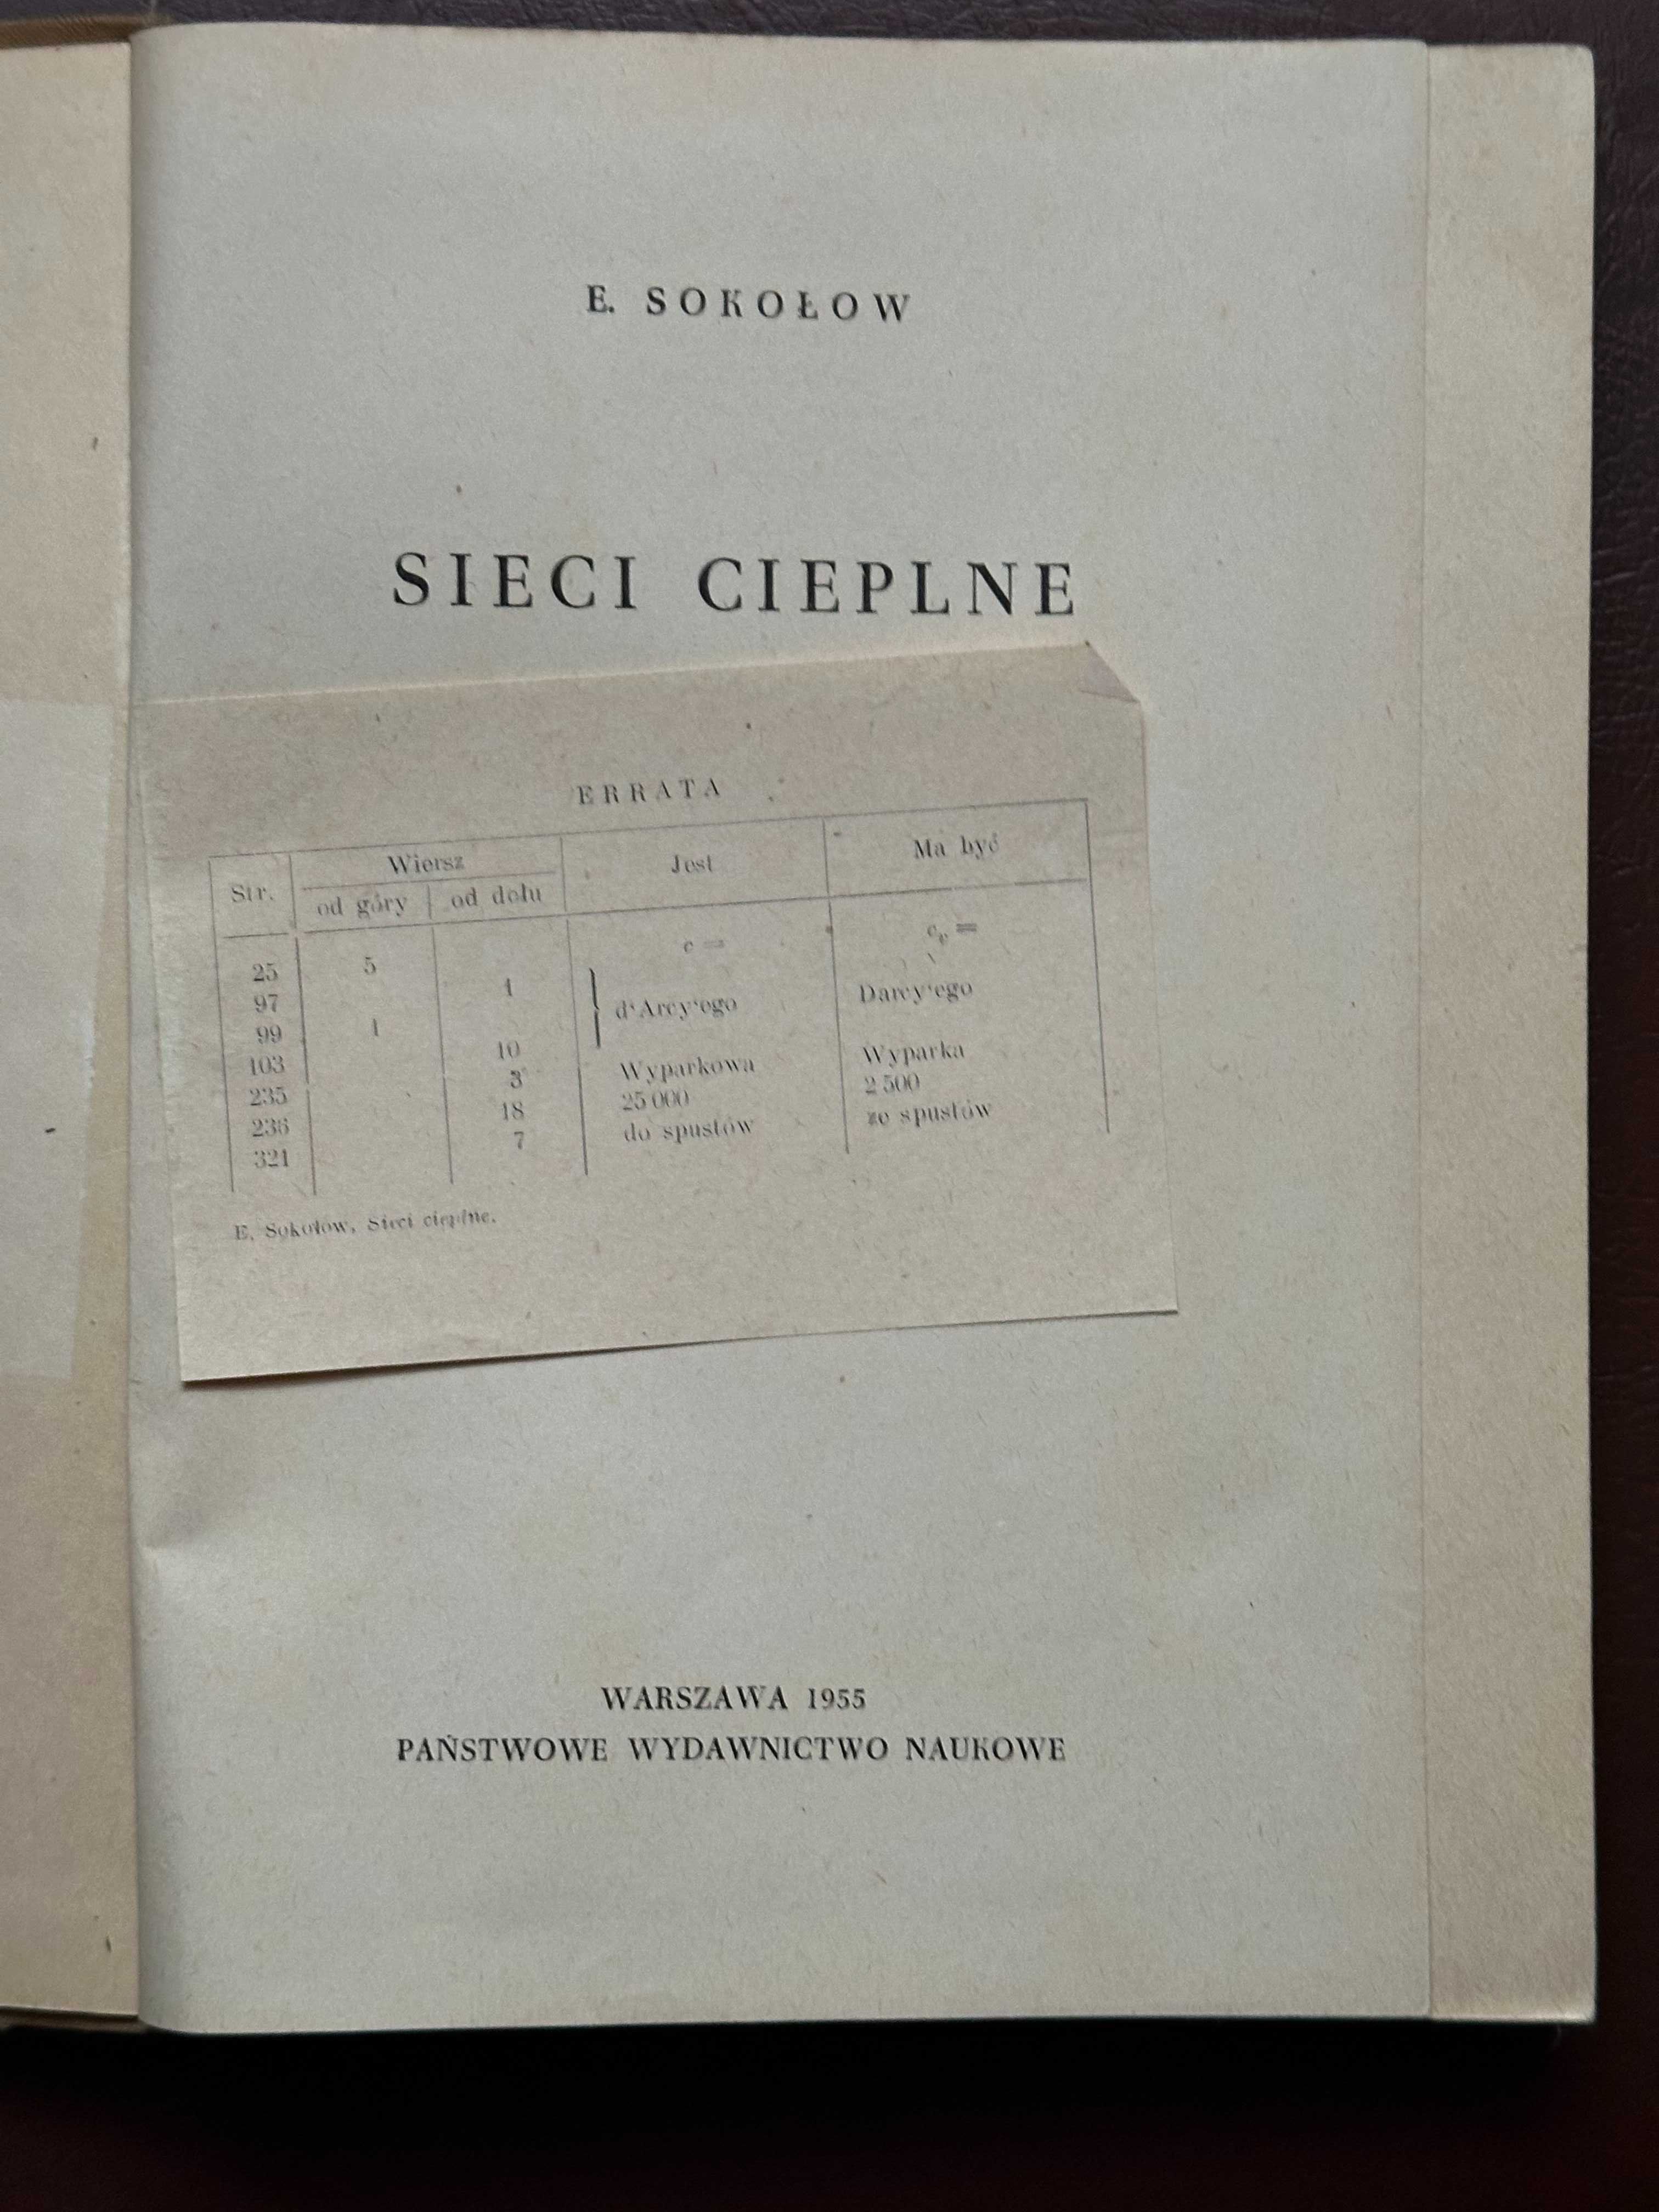 E. SOKOŁOW
SIECI CIEPLNE
ERRATA
Str. Wiersz Jest Ma być
od góry od dołu
25 5 c = cᵥ =
97 1 d'Arcy'ego Darcy'ego
99 1
103 10
235 3 Wyparkowa Wyparka
236 18 25 000 2 500
321 7 do spustów ze spustów
E. Sokołow, Sieci cieplne.
WARSZAWA 1955
PAŃSTWOWE WYDAWNICTWO NAUKOWE